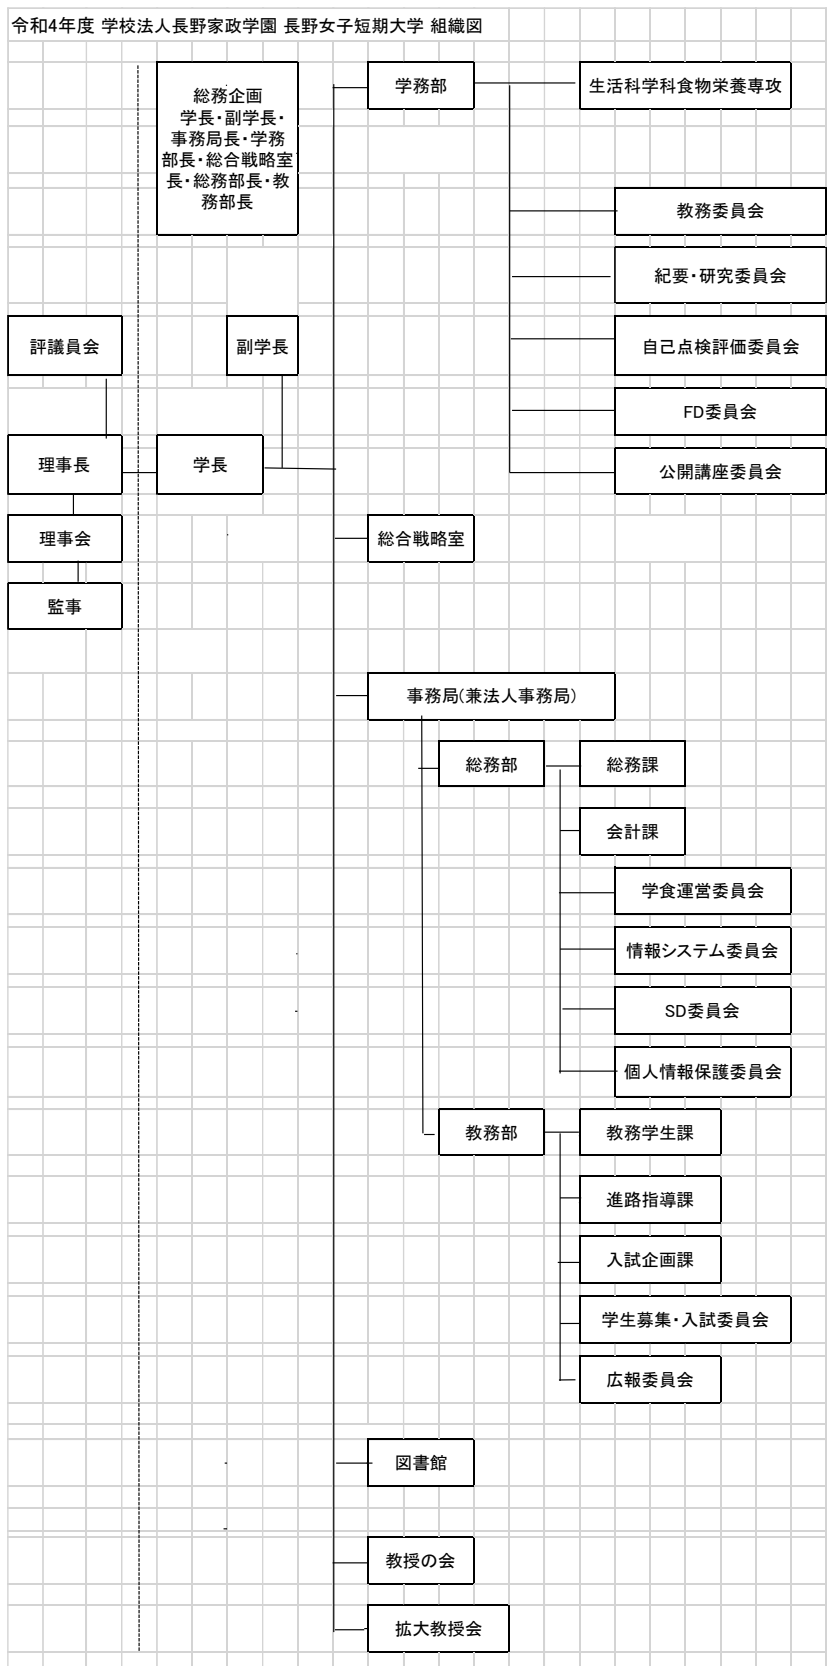 令和4年度 学校法人長野家政学園 長野女子短期大学 組織図
総務企画
学長・副学長・
事務局長・学務
部長・総合戦略室
長・総務部長・教
務部長
学務部
生活科学科食物栄養専攻
教務委員会
紀要・研究委員会
評議員会
副学長
自己点検評価委員会
FD委員会
理事長
学長
公開講座委員会
理事会
総合戦略室
監事
事務局(兼法人事務局)
総務部
総務課
会計課
学食運営委員会
情報システム委員会
SD委員会
個人情報保護委員会
教務部
教務学生課
進路指導課
入試企画課
学生募集・入試委員会
広報委員会
図書館
教授の会
拡大教授会